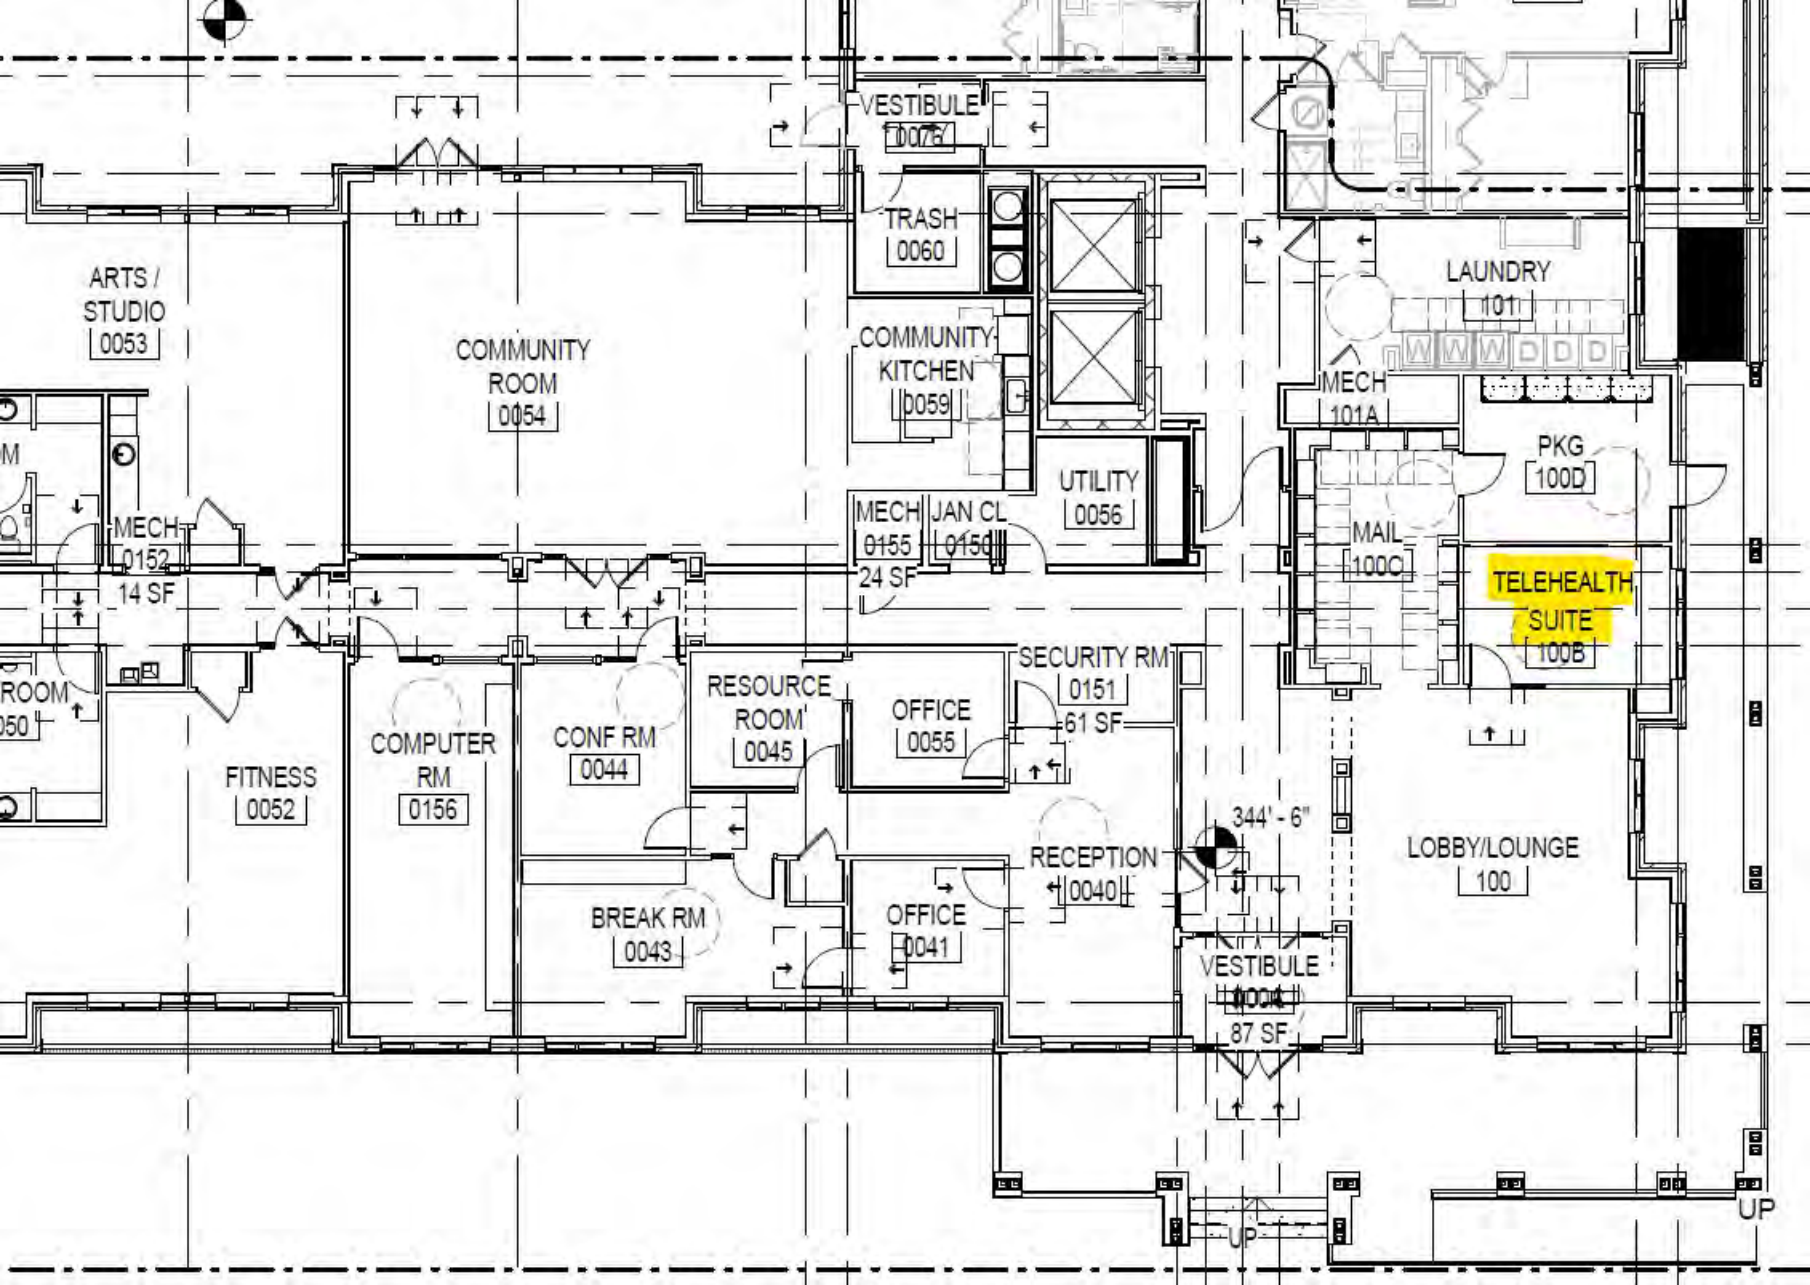 VESTIBULE
0076
TRASH
0060
ARTS /
STUDIO
0053
COMMUNITY
ROOM
0054
COMMUNITY
KITCHEN
0059
LAUNDRY
101
W W W D D D
MECH
101A
PKG
100D
UTILITY
0056
MECH
0155
24 SF
JAN CL
0150
MAIL
100C
MECH
0152
14 SF
TELEHEALTH
SUITE
100B
SECURITY RM
0151
61 SF
RESOURCE
ROOM
0045
OFFICE
0055
ROOM
050
FITNESS
0052
COMPUTER
RM
0156
CONF RM
0044
344' - 6"
RECEPTION
0040
LOBBY/LOUNGE
100
BREAK RM
0043
OFFICE
0041
VESTIBULE
87 SF
UP
UP